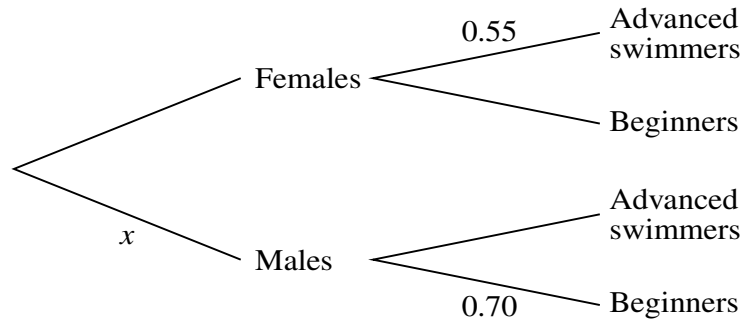 Advanced
swimmers
0.55
Females
Beginners
Advanced
swimmers
x
Males
0.70
Beginners